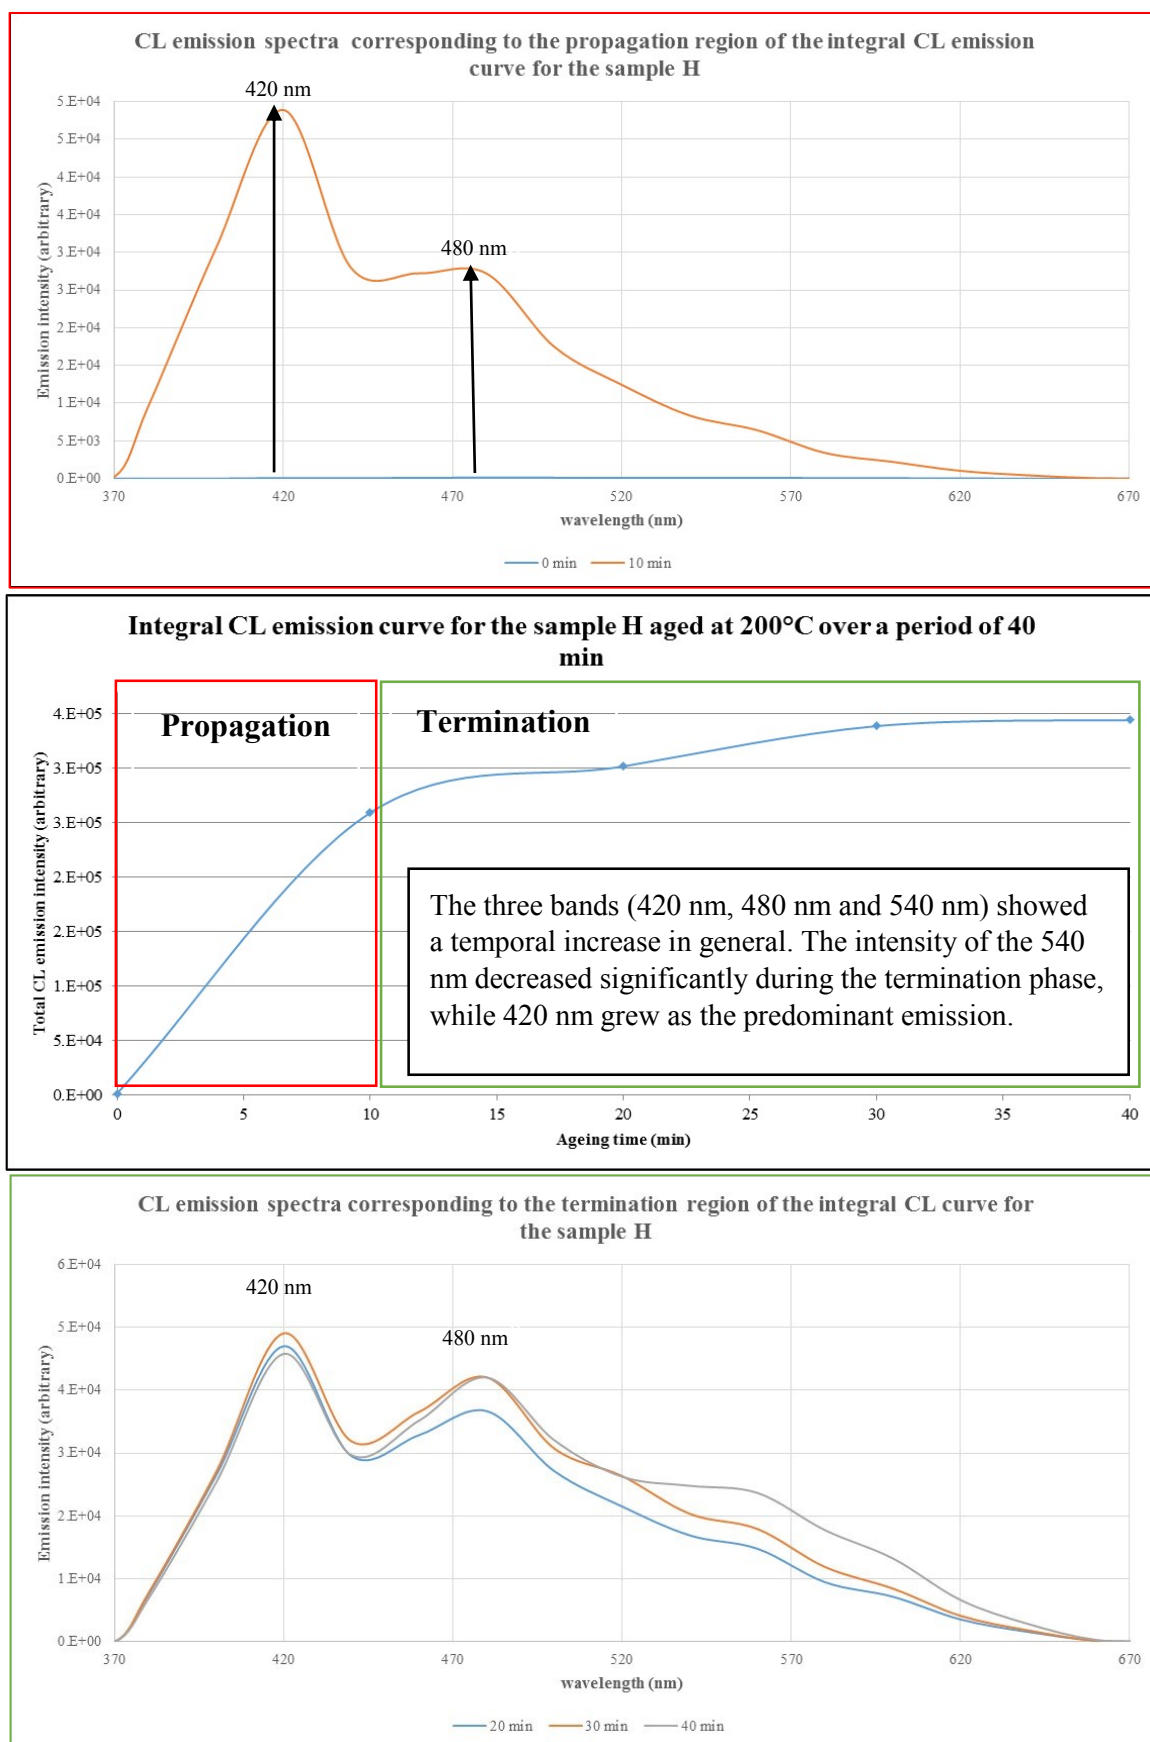 CL emission spectra corresponding to the propagation region of the integral CL emission
curve for the sample H
420 nm
480 nm
5.E+04
5.E+04
4.E+04
4.E+04
3.E+04
3.E+04
2.E+04
2.E+04
1.E+04
5.E+03
0.E+00
Emission intensity (arbitrary)
370 420 470 520 570 620 670
wavelength (nm)
0 min 10 min
Integral CL emission curve for the sample H aged at 200°C over a period of 40
min
Propagation
Termination
4.E+05
3.E+05
3.E+05
2.E+05
2.E+05
1.E+05
5.E+04
0.E+00
Total CL emission intensity (arbitrary)
The three bands (420 nm, 480 nm and 540 nm) showed
a temporal increase in general. The intensity of the 540
nm decreased significantly during the termination phase,
while 420 nm grew as the predominant emission.
0 5 10 15 20 25 30 35 40
Ageing time (min)
CL emission spectra corresponding to the termination region of the integral CL curve for
the sample H
420 nm
480 nm
6.E+04
5.E+04
4.E+04
3.E+04
2.E+04
1.E+04
0.E+00
Emission intensity (arbitrary)
370 420 470 520 570 620 670
wavelength (nm)
20 min 30 min 40 min